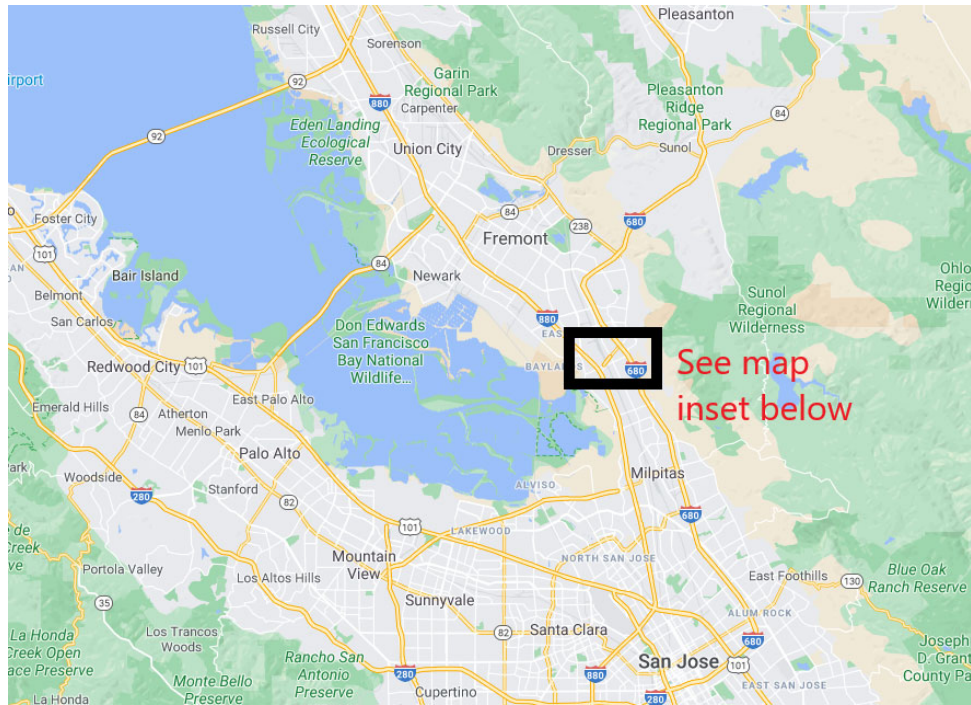 Pleasanton
Russell City
Sorenson
irport
Garin
Regional Park
92
880
Carpenter
Pleasanton
Ridge
Regional Park
84
Eden Landing
Ecological
Reserve
92
Union City
Dresser
Sunol
Foster City
84
238
680
101
Fremont
Bair Island
84
Newark
Belmont
Sunol
Regional
Wilderness
Ohlo
Regio
Wilder
San Carlos
Don Edwards
San Francisco
Bay National
Wildlife...
880
EAS
Redwood City
101
BAYLANDS
680
See map
inset below
Emerald Hills
84
Atherton
East Palo Alto
Menlo Park
Palo Alto
Park
Woodside
280
Stanford
82
ALVISO
Milpitas
101
LAKEWOOD
680
e de
Creek
ve
Portola Valley
Mountain
View
NORTH SAN JOSE
Los Altos Hills
East Foothills
130
Blue Oak
Ranch Reserve
35
Sunnyvale
ALUM ROCK
La Honda
Creek Open
ace Preserve
Los Trancos
Woods
82
Santa Clara
680
Rancho San
Antonio
Preserve
San Jose
101
Joseph
D. Grant
County Pa
Monte Bello
Preserve
280
880
EAST SAN JOSE
La Honda
Cupertino
280